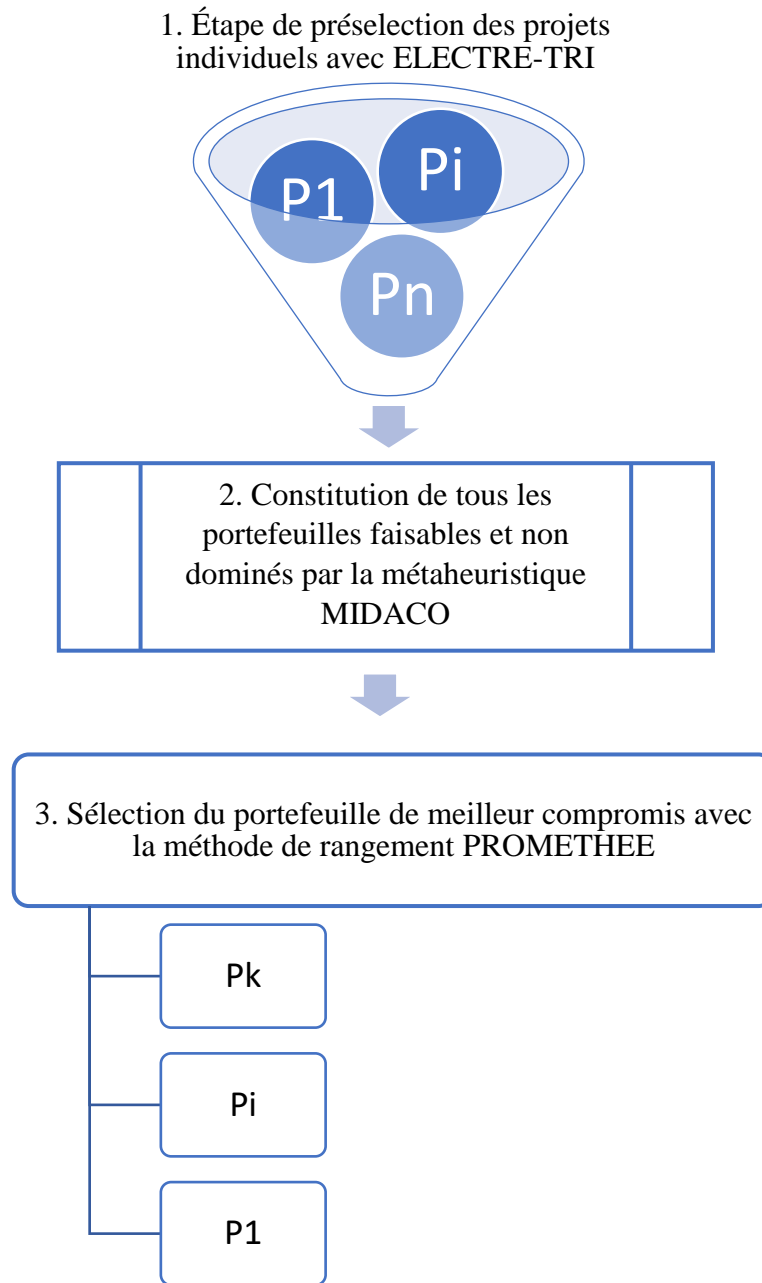 1. Étape de préselection des projets
individuels avec ELECTRE-TRI
P1
Pi
Pn
2. Constitution de tous les
portefeuilles faisables et non
dominés par la métaheuristique
MIDACO
3. Sélection du portefeuille de meilleur compromis avec
la méthode de rangement PROMETHEE
Pk
Pi
P1